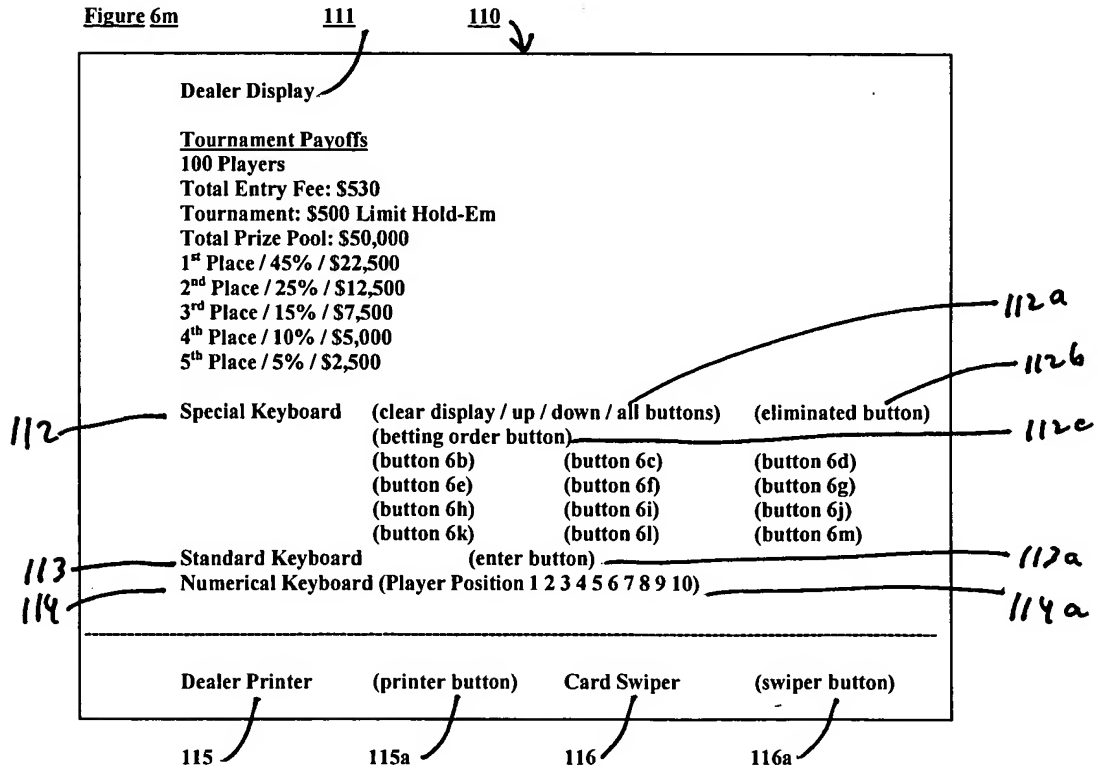 Figure 6m 111 110
Dealer Display
Tournament Payoffs
100 Players
Total Entry Fee: $530
Tournament: $500 Limit Hold-Em
Total Prize Pool: $50,000
1st Place / 45% / $22,500
2nd Place / 25% / $12,500
3rd Place / 15% / $7,500
4th Place / 10% / $5,000
5th Place / 5% / $2,500
112a
112b
112 Special Keyboard (clear display / up / down / all buttons) (eliminated button)
(betting order button) 112c
(button 6b) (button 6c) (button 6d)
(button 6e) (button 6f) (button 6g)
(button 6h) (button 6i) (button 6j)
(button 6k) (button 6l) (button 6m)
113 Standard Keyboard (enter button) 113a
114 Numerical Keyboard (Player Position 1 2 3 4 5 6 7 8 9 10) 114a
Dealer Printer (printer button) Card Swiper (swiper button)
115 115a 116 116a